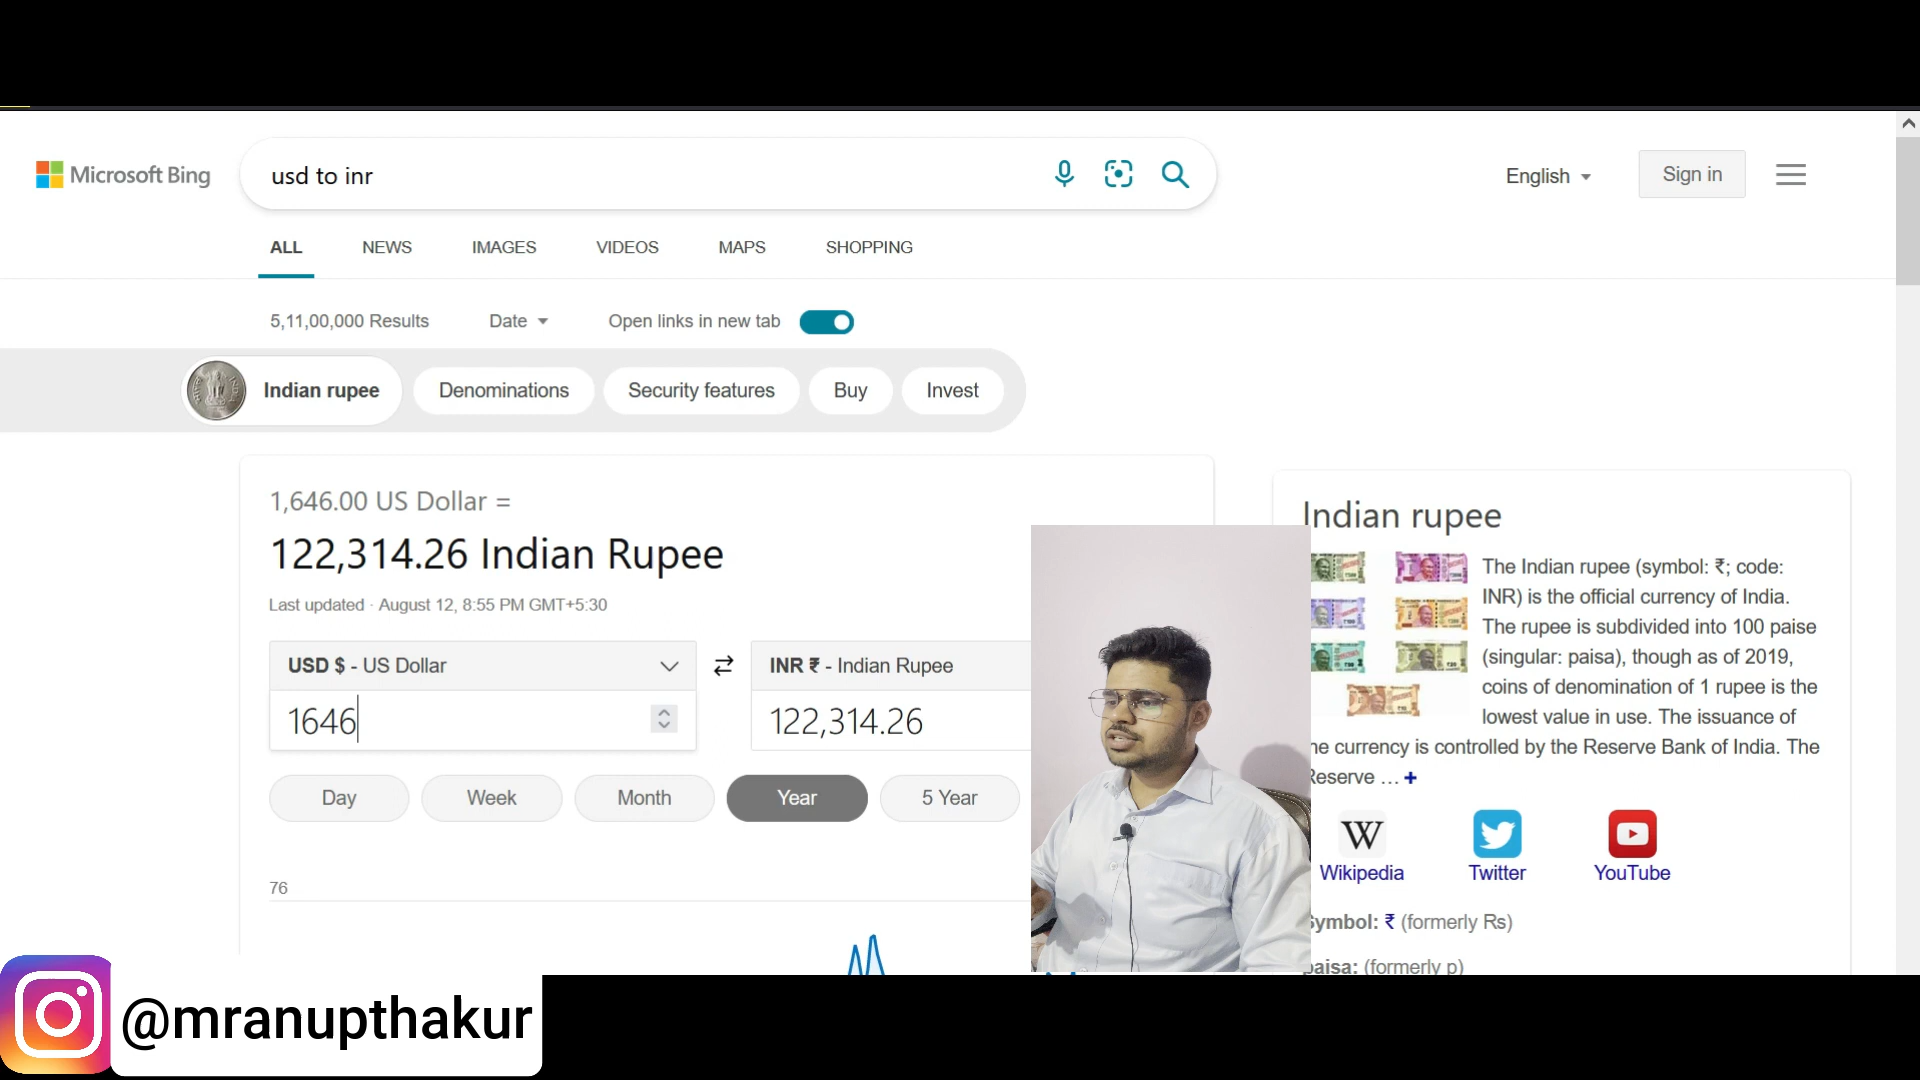 Microsoft Bing
usd to inr
English
Sign in
ALL NEWS IMAGES VIDEOS MAPS SHOPPING
5,11,00,000 Results
Date
Open links in new tab
Indian rupee
Denominations
Security features
Buy
Invest
1,646.00 US Dollar =
122,314.26 Indian Rupee
Last updated · August 12, 8:55 PM GMT+5:30
USD $ - US Dollar
INR ₹ - Indian Rupee
1646
122,314.26
Day Week Month Year 5 Year
76
Indian rupee
The Indian rupee (symbol: ₹; code:
INR) is the official currency of India.
The rupee is subdivided into 100 paise
(singular: paisa), though as of 2019,
coins of denomination of 1 rupee is the
lowest value in use. The issuance of
he currency is controlled by the Reserve Bank of India. The
Reserve ... +
W
Wikipedia Twitter YouTube
Symbol: ₹ (formerly Rs)
paisa: (formerly p)
@mranupthakur